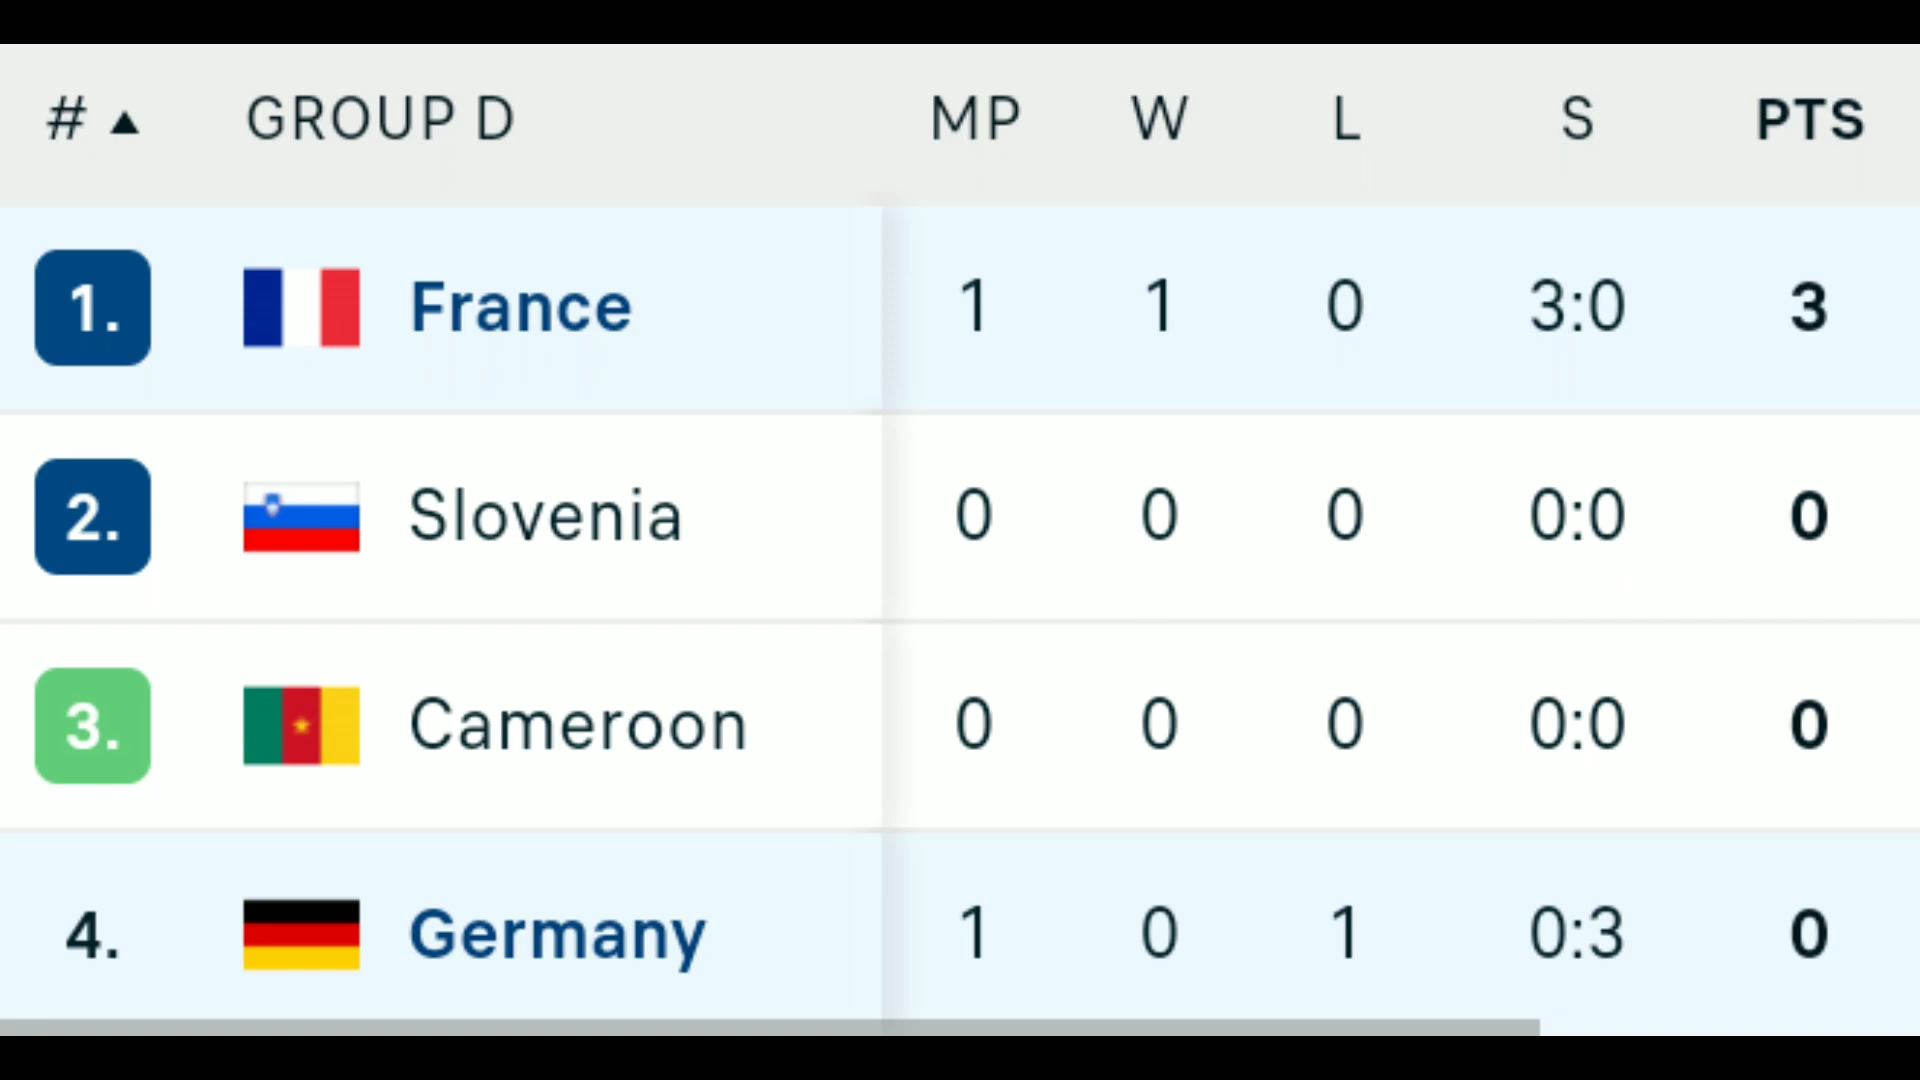 # ▲ GROUP D MP W L S PTS
1. France 1 1 0 3:0 3
2. Slovenia 0 0 0 0:0 0
3. Cameroon 0 0 0 0:0 0
4. Germany 1 0 1 0:3 0